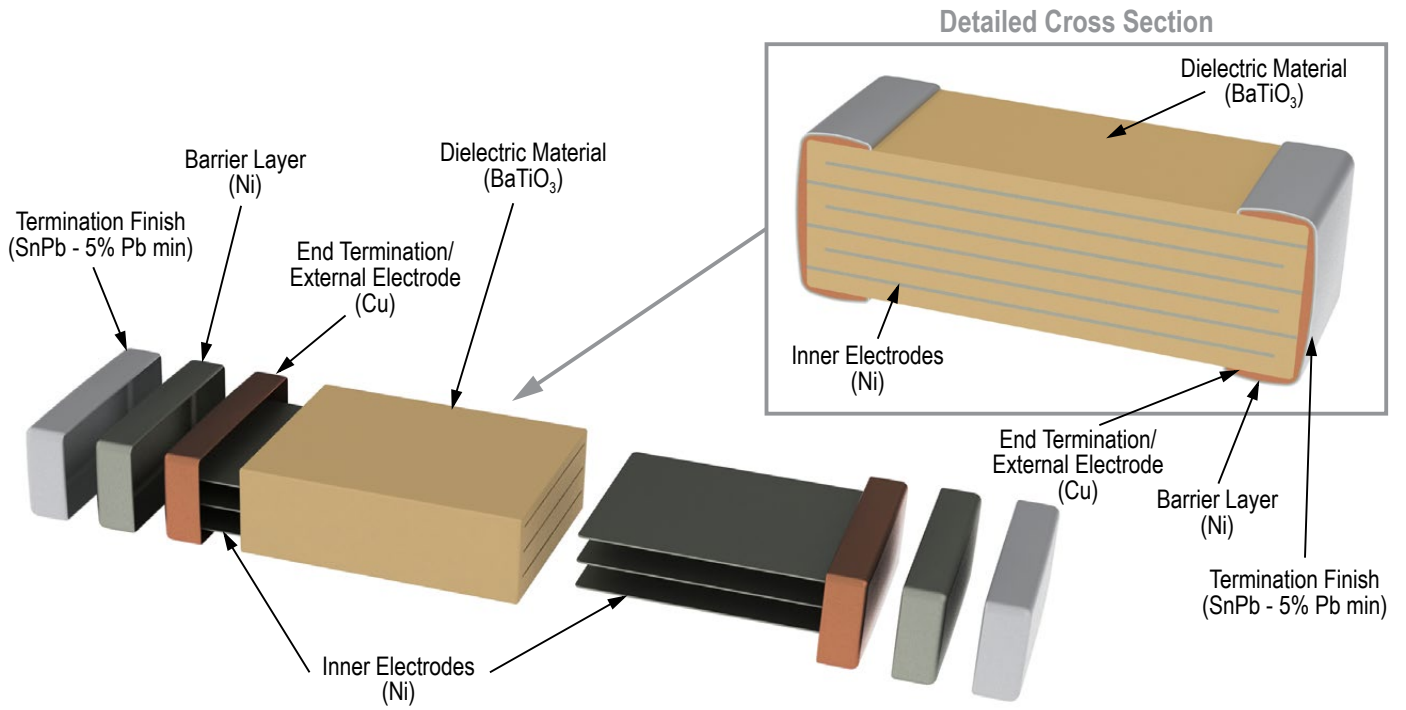 Detailed Cross Section
Dielectric Material
(BaTiO₃)
Barrier Layer
(Ni)
Dielectric Material
(BaTiO₃)
Termination Finish
(SnPb - 5% Pb min)
End Termination/
External Electrode
(Cu)
Inner Electrodes
(Ni)
End Termination/
External Electrode
(Cu)
Barrier Layer
(Ni)
Termination Finish
(SnPb - 5% Pb min)
Inner Electrodes
(Ni)